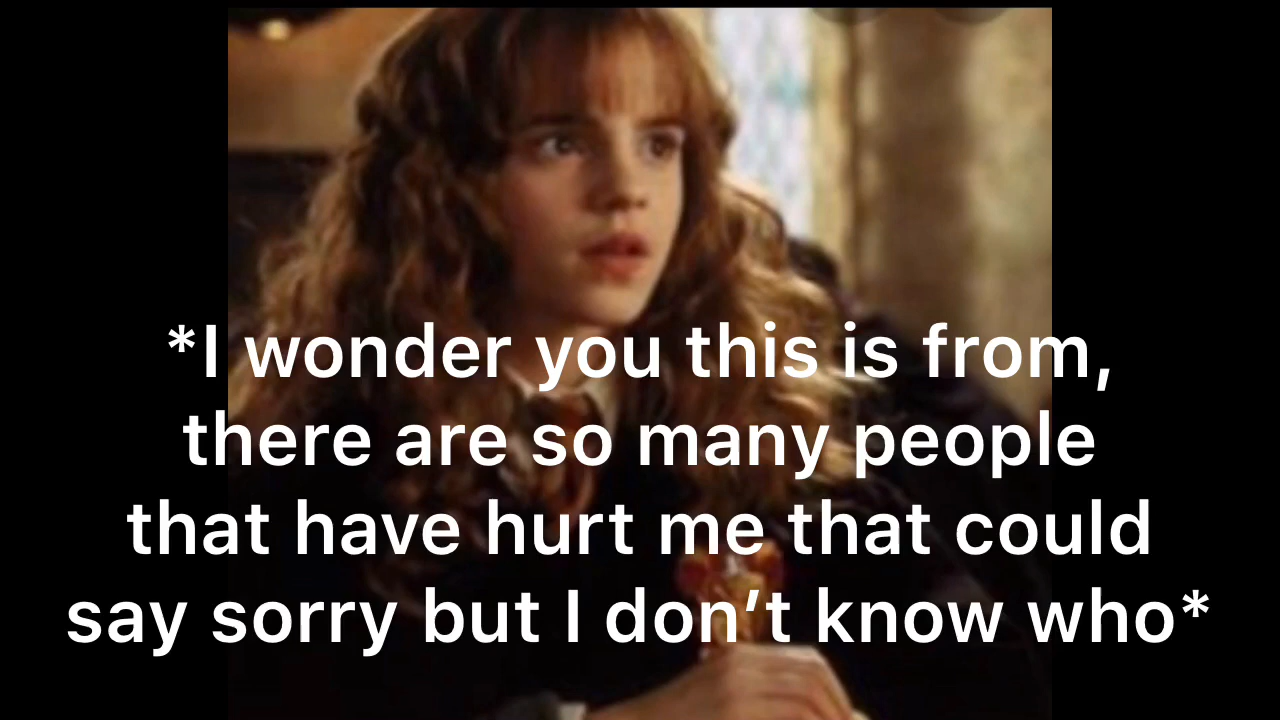 *I wonder you this is from,
there are so many people
that have hurt me that could
say sorry but I don’t know who*